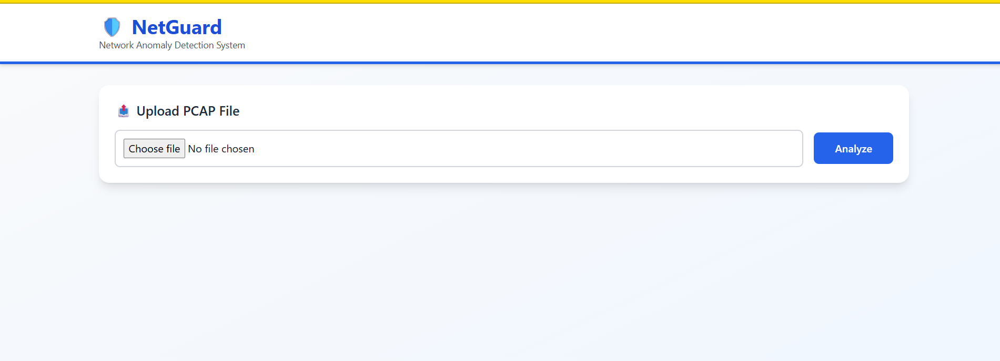 NetGuard
Network Anomaly Detection System
Upload PCAP File
Choose file No file chosen
Analyze